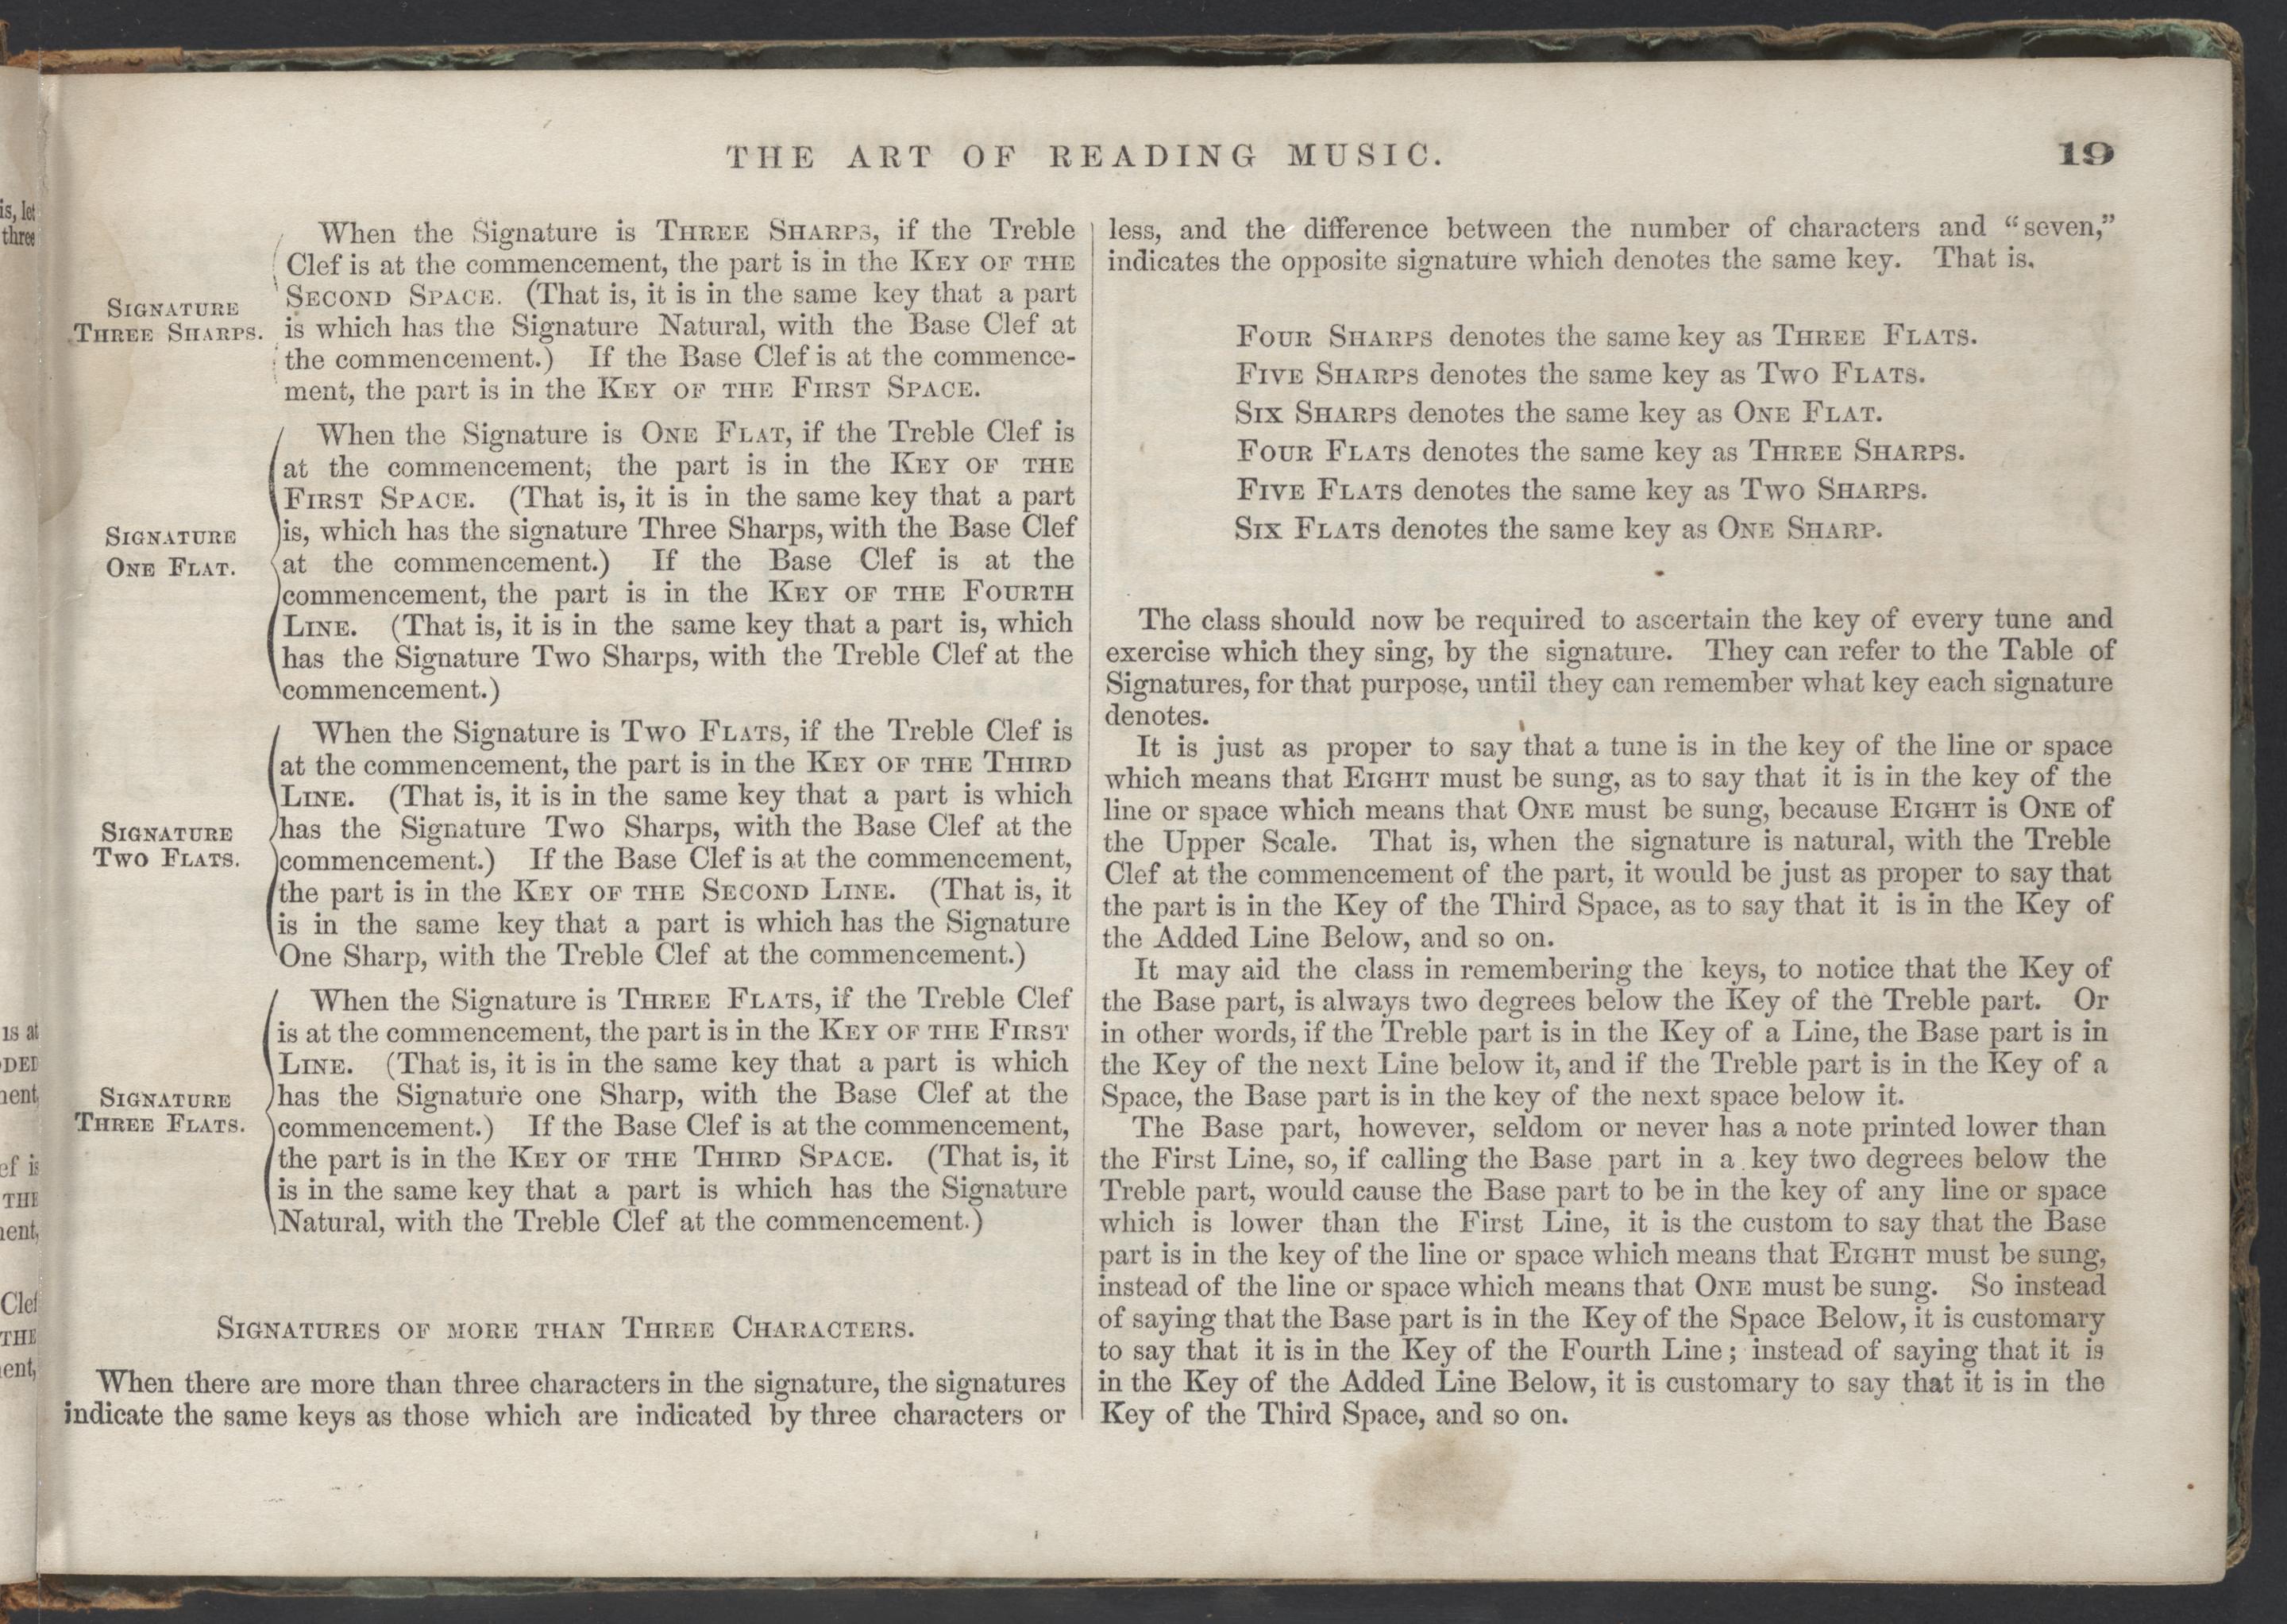 THE ART OF READING MUSIC.
19
is, let
three
SIGNATURE
THREE SHARPS.
When the Signature is THREE SHARPS, if the Treble
Clef is at the commencement, the part is in the KEY OF THE
SECOND SPACE. (That is, it is in the same key that a part
is which has the Signature Natural, with the Base Clef at
the commencement.) If the Base Clef is at the commence-
ment, the part is in the KEY OF THE FIRST SPACE.
SIGNATURE
ONE FLAT.
When the Signature is ONE FLAT, if the Treble Clef is
at the commencement, the part is in the KEY OF THE
FIRST SPACE. (That is, it is in the same key that a part
is, which has the signature Three Sharps, with the Base Clef
at the commencement.) If the Base Clef is at the
commencement, the part is in the KEY OF THE FOURTH
LINE. (That is, it is in the same key that a part is, which
has the Signature Two Sharps, with the Treble Clef at the
commencement.)
SIGNATURE
TWO FLATS.
When the Signature is TWO FLATS, if the Treble Clef is
at the commencement, the part is in the KEY OF THE THIRD
LINE. (That is, it is in the same key that a part is which
has the Signature Two Sharps, with the Base Clef at the
commencement.) If the Base Clef is at the commencement,
the part is in the KEY OF THE SECOND LINE. (That is, it
is in the same key that a part is which has the Signature
One Sharp, with the Treble Clef at the commencement.)
SIGNATURE
THREE FLATS.
When the Signature is THREE FLATS, if the Treble Clef
is at the commencement, the part is in the KEY OF THE FIRST
LINE. (That is, it is in the same key that a part is which
has the Signature one Sharp, with the Base Clef at the
commencement.) If the Base Clef is at the commencement,
the part is in the KEY OF THE THIRD SPACE. (That is, it
is in the same key that a part is which has the Signature
Natural, with the Treble Clef at the commencement.)
SIGNATURES OF MORE THAN THREE CHARACTERS.
When there are more than three characters in the signature, the signatures
indicate the same keys as those which are indicated by three characters or
less, and the difference between the number of characters and "seven,"
indicates the opposite signature which denotes the same key. That is.
FOUR SHARPS denotes the same key as THREE FLATS.
FIVE SHARPS denotes the same key as TWO FLATS.
SIX SHARPS denotes the same key as ONE FLAT.
FOUR FLATS denotes the same key as THREE SHARPS.
FIVE FLATS denotes the same key as TWO SHARPS.
SIX FLATS denotes the same key as ONE SHARP.
The class should now be required to ascertain the key of every tune and
exercise which they sing, by the signature. They can refer to the Table of
Signatures, for that purpose, until they can remember what key each signature
denotes.
It is just as proper to say that a tune is in the key of the line or space
which means that EIGHT must be sung, as to say that it is in the key of the
line or space which means that ONE must be sung, because EIGHT is ONE of
the Upper Scale. That is, when the signature is natural, with the Treble
Clef at the commencement of the part, it would be just as proper to say that
the part is in the Key of the Third Space, as to say that it is in the Key of
the Added Line Below, and so on.
It may aid the class in remembering the keys, to notice that the Key of
the Base part, is always two degrees below the Key of the Treble part. Or
in other words, if the Treble part is in the Key of a Line, the Base part is in
the Key of the next Line below it, and if the Treble part is in the Key of a
Space, the Base part is in the key of the next space below it.
The Base part, however, seldom or never has a note printed lower than
the First Line, so, if calling the Base part in a key two degrees below the
Treble part, would cause the Base part to be in the key of any line or space
which is lower than the First Line, it is the custom to say that the Base
part is in the key of the line or space which means that EIGHT must be sung,
instead of the line or space which means that ONE must be sung. So instead
of saying that the Base part is in the Key of the Space Below, it is customary
to say that it is in the Key of the Fourth Line; instead of saying that it is
in the Key of the Added Line Below, it is customary to say that it is in the
Key of the Third Space, and so on.